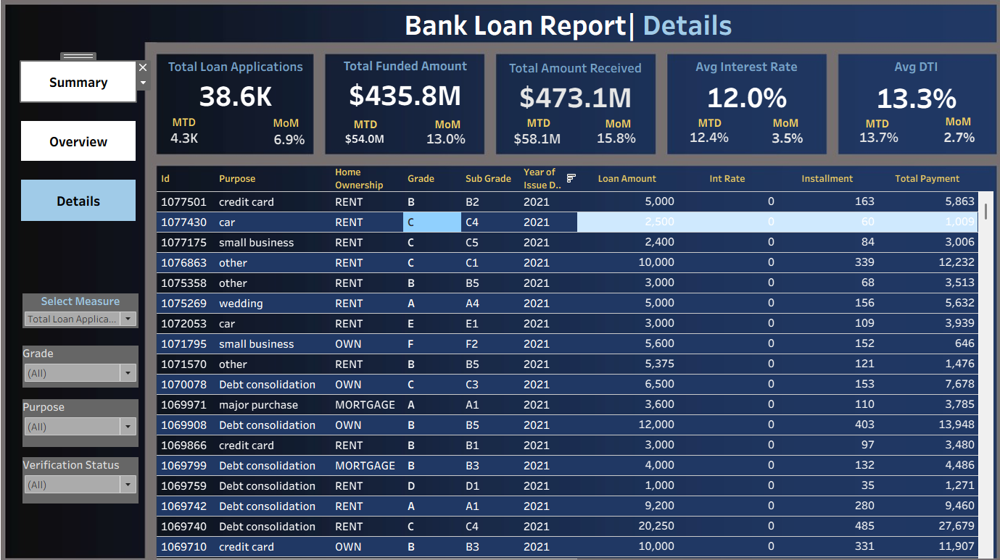 Bank Loan Report| Details
Summary
Overview
Details
Select Measure
Total Loan Applica...
Grade
(All)
Purpose
(All)
Verification Status
(All)
Total Loan Applications
38.6K
MTD MoM
4.3K 6.9%
Total Funded Amount
$435.8M
MTD MoM
$54.0M 13.0%
Total Amount Received
$473.1M
MTD MoM
$58.1M 15.8%
Avg Interest Rate
12.0%
MTD MoM
12.4% 3.5%
Avg DTI
13.3%
MTD MoM
13.7% 2.7%
Id Purpose Home Ownership Grade Sub Grade Year of Issue D.. Loan Amount Int Rate Installment Total Payment
1077501 credit card RENT B B2 2021 5,000 0 163 5,863
1077430 car RENT C C4 2021 2,500 0 60 1,009
1077175 small business RENT C C5 2021 2,400 0 84 3,006
1076863 other RENT C C1 2021 10,000 0 339 12,232
1075358 other RENT B B5 2021 3,000 0 68 3,513
1075269 wedding RENT A A4 2021 5,000 0 156 5,632
1072053 car RENT E E1 2021 3,000 0 109 3,939
1071795 small business OWN F F2 2021 5,600 0 152 646
1071570 other RENT B B5 2021 5,375 0 121 1,476
1070078 Debt consolidation OWN C C3 2021 6,500 0 153 7,678
1069971 major purchase MORTGAGE A A1 2021 3,600 0 110 3,785
1069908 Debt consolidation OWN B B5 2021 12,000 0 403 13,948
1069866 credit card RENT B B1 2021 3,000 0 97 3,480
1069799 Debt consolidation MORTGAGE B B3 2021 4,000 0 132 4,486
1069759 Debt consolidation RENT D D1 2021 1,000 0 35 1,271
1069742 Debt consolidation RENT A A1 2021 9,200 0 280 9,460
1069740 Debt consolidation RENT C C4 2021 20,250 0 485 27,679
1069710 credit card OWN B B3 2021 10,000 0 331 11,907